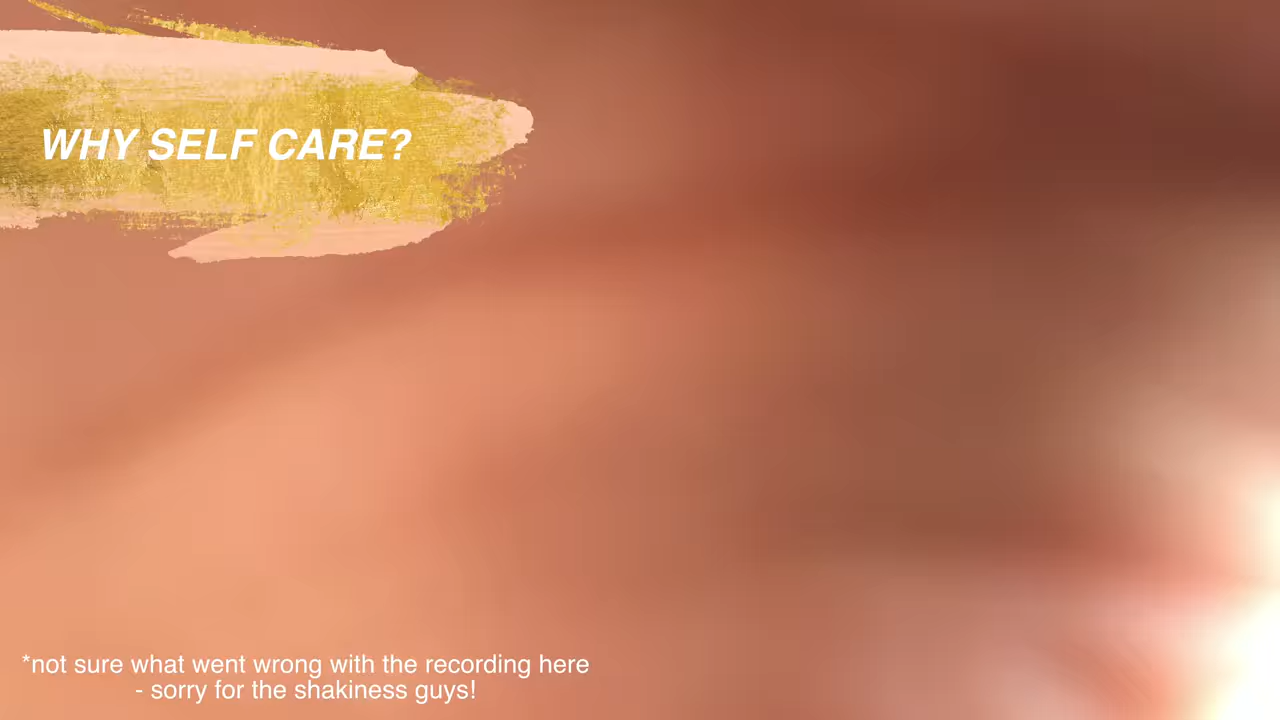 WHY SELF CARE?
*not sure what went wrong with the recording here
- sorry for the shakiness guys!